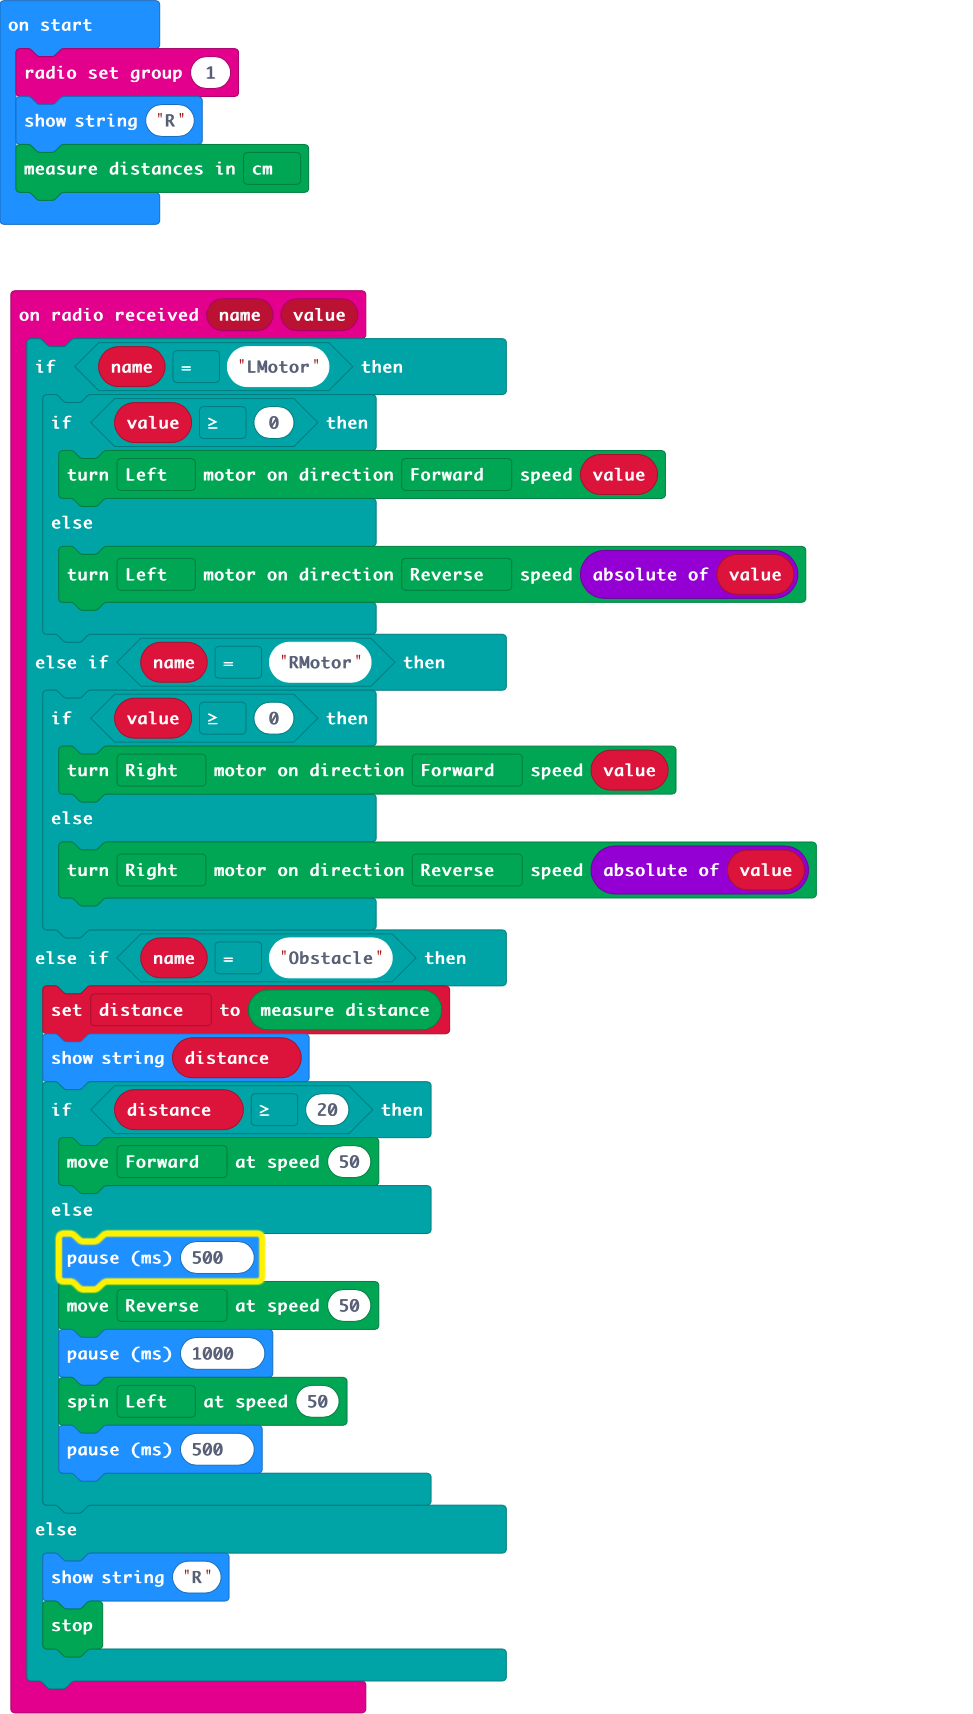 on start
radio set group 1
show string "R"
measure distances in cm
on radio received name value
if name = "LMotor" then
if value ≥ 0 then
turn Left motor on direction Forward speed value
else
turn Left motor on direction Reverse speed absolute of value
else if name = "RMotor" then
if value ≥ 0 then
turn Right motor on direction Forward speed value
else
turn Right motor on direction Reverse speed absolute of value
else if name = "Obstacle" then
set distance to measure distance
show string distance
if distance ≥ 20 then
move Forward at speed 50
else
pause (ms) 500
move Reverse at speed 50
pause (ms) 1000
spin Left at speed 50
pause (ms) 500
else
show string "R"
stop